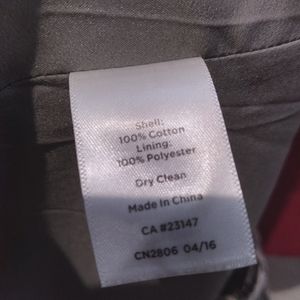 Shell:
100% Cotton
Lining:
100% Polyester
Dry Clean
Made In China
CA #23147
CN2806 04/16